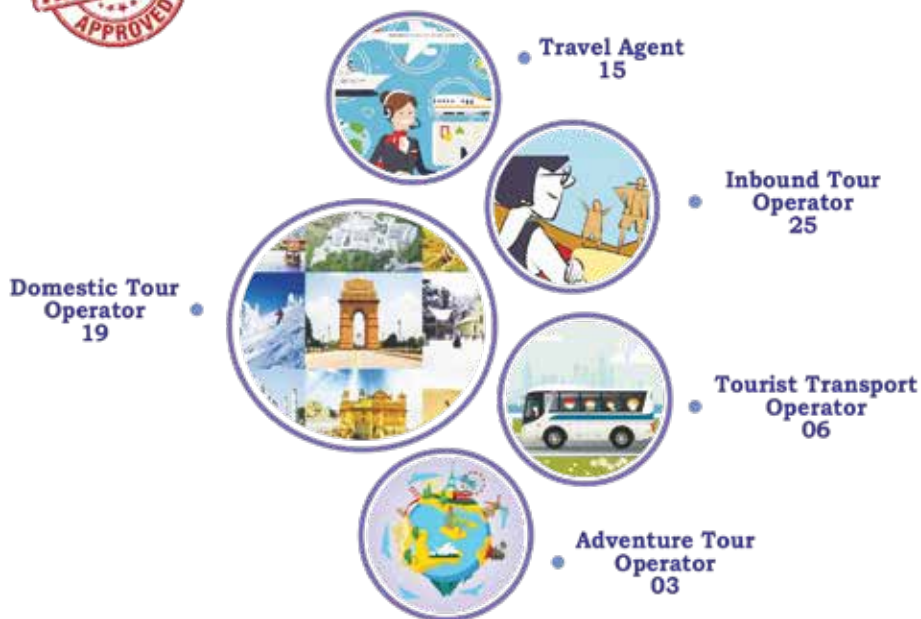 APPROVED
Travel Agent
15
Inbound Tour
Operator
25
Domestic Tour
Operator
19
Tourist Transport
Operator
06
Adventure Tour
Operator
03